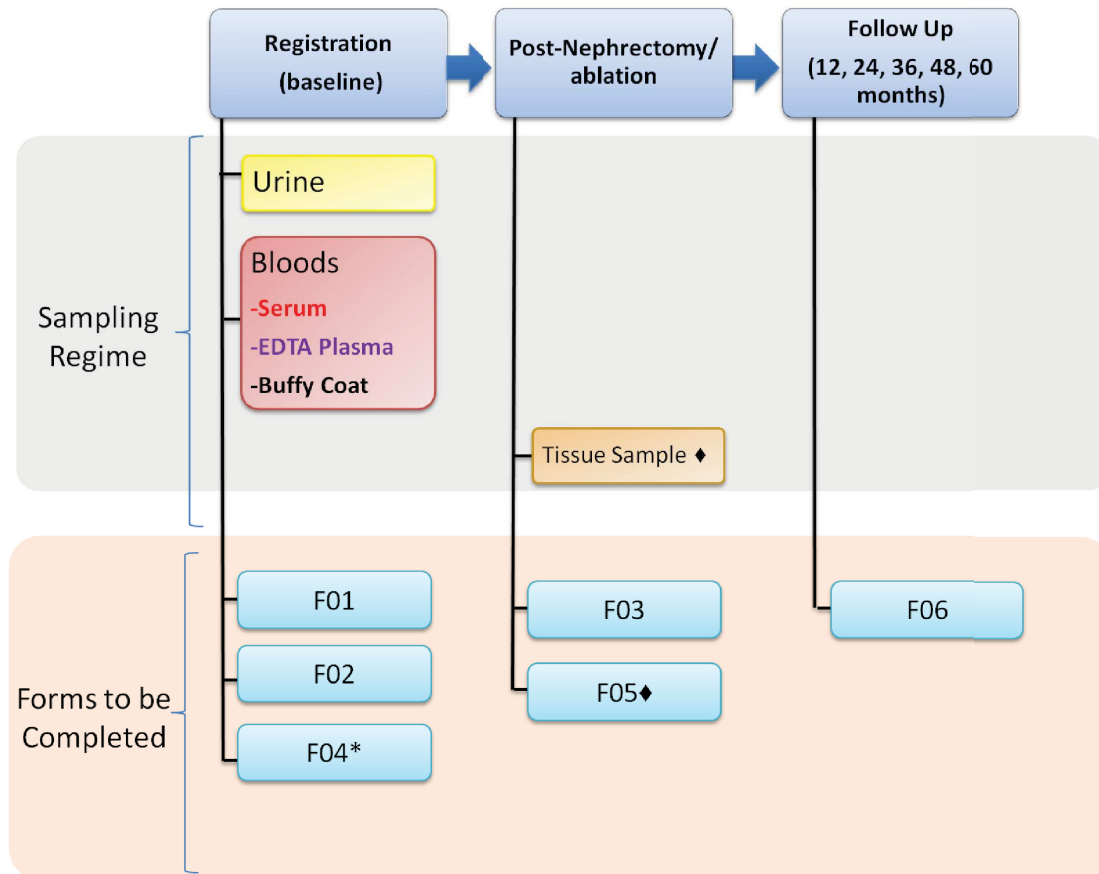 Registration
(baseline)
Post-Nephrectomy/
ablation
Follow Up
(12, 24, 36, 48, 60
months)
Sampling
Regime
Urine
Bloods
-Serum
-EDTA Plasma
-Buffy Coat
Tissue Sample ♦
Forms to be
Completed
F01
F02
F04*
F03
F05♦
F06